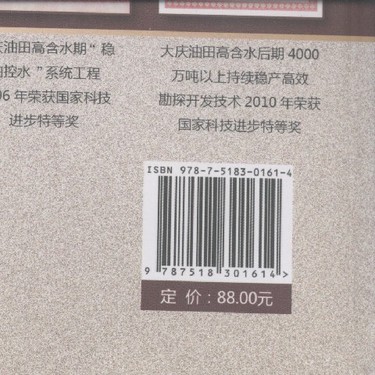 庆油田高含水期“稳
油控水”系统工程
96 年荣获国家科技
进步特等奖
大庆油田高含水后期 4000
万吨以上持续稳产高效
勘探开发技术 2010 年荣获
国家科技进步特等奖
ISBN 978-7-5183-0161-4
9 787518 301614 >
定 价：88.00元